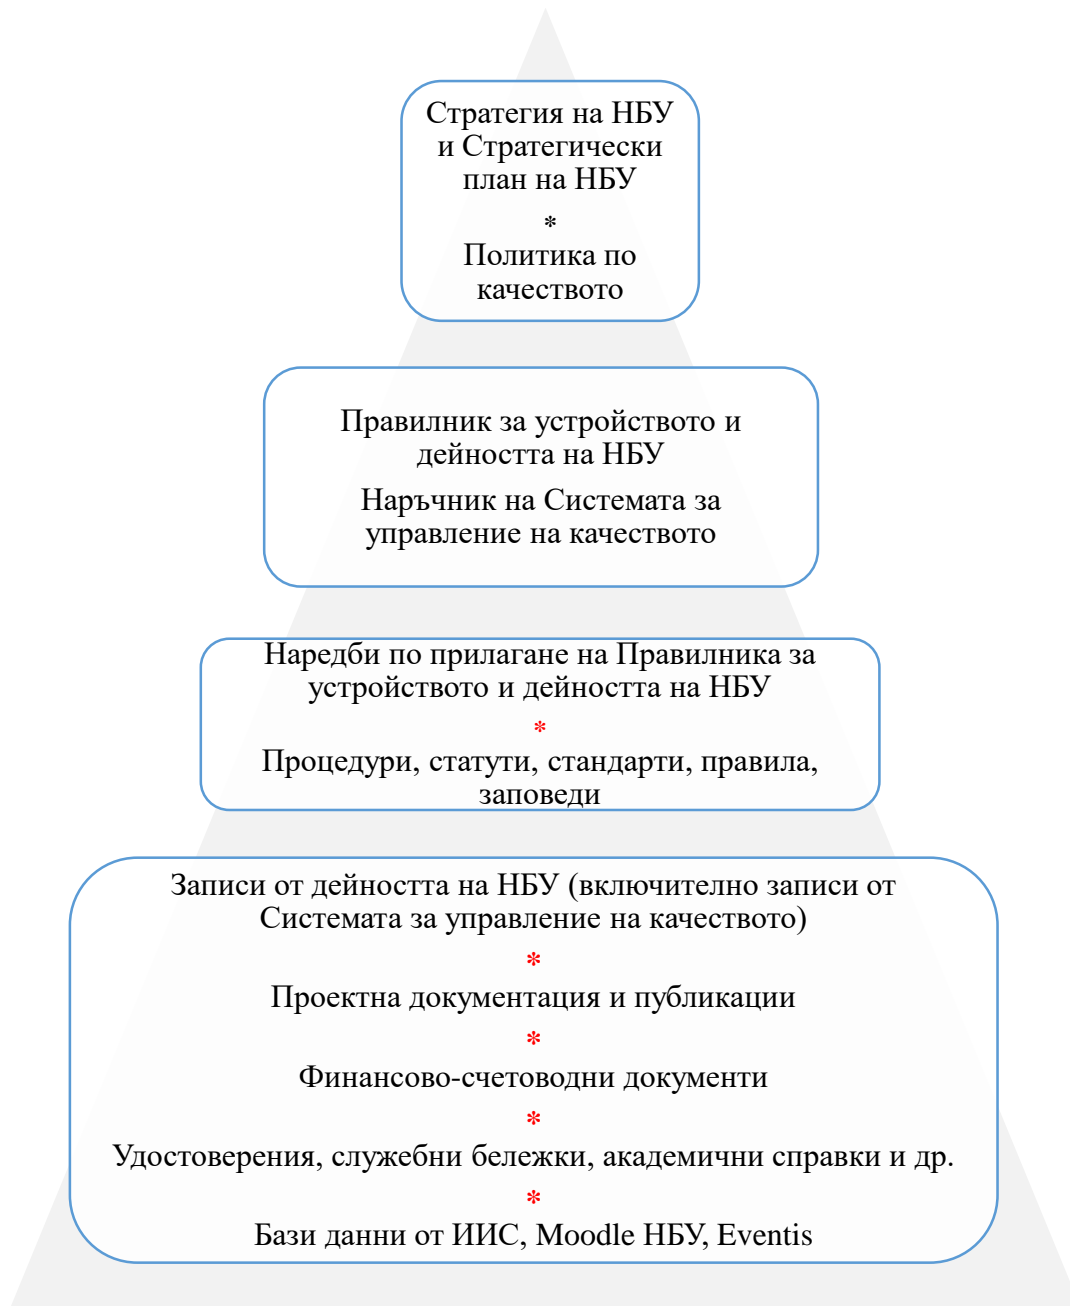 Стратегия на НБУ
и Стратегически
план на НБУ
*
Политика по
качеството
Правилник за устройството и
дейността на НБУ
Наръчник на Системата за
управление на качеството
Наредби по прилагане на Правилника за
устройството и дейността на НБУ
*
Процедури, статути, стандарти, правила,
заповеди
Записи от дейността на НБУ (включително записи от
Системата за управление на качеството)
*
Проектна документация и публикации
*
Финансово-счетоводни документи
*
Удостоверения, служебни бележки, академични справки и др.
*
Бази данни от ИИС, Moodle НБУ, Eventis